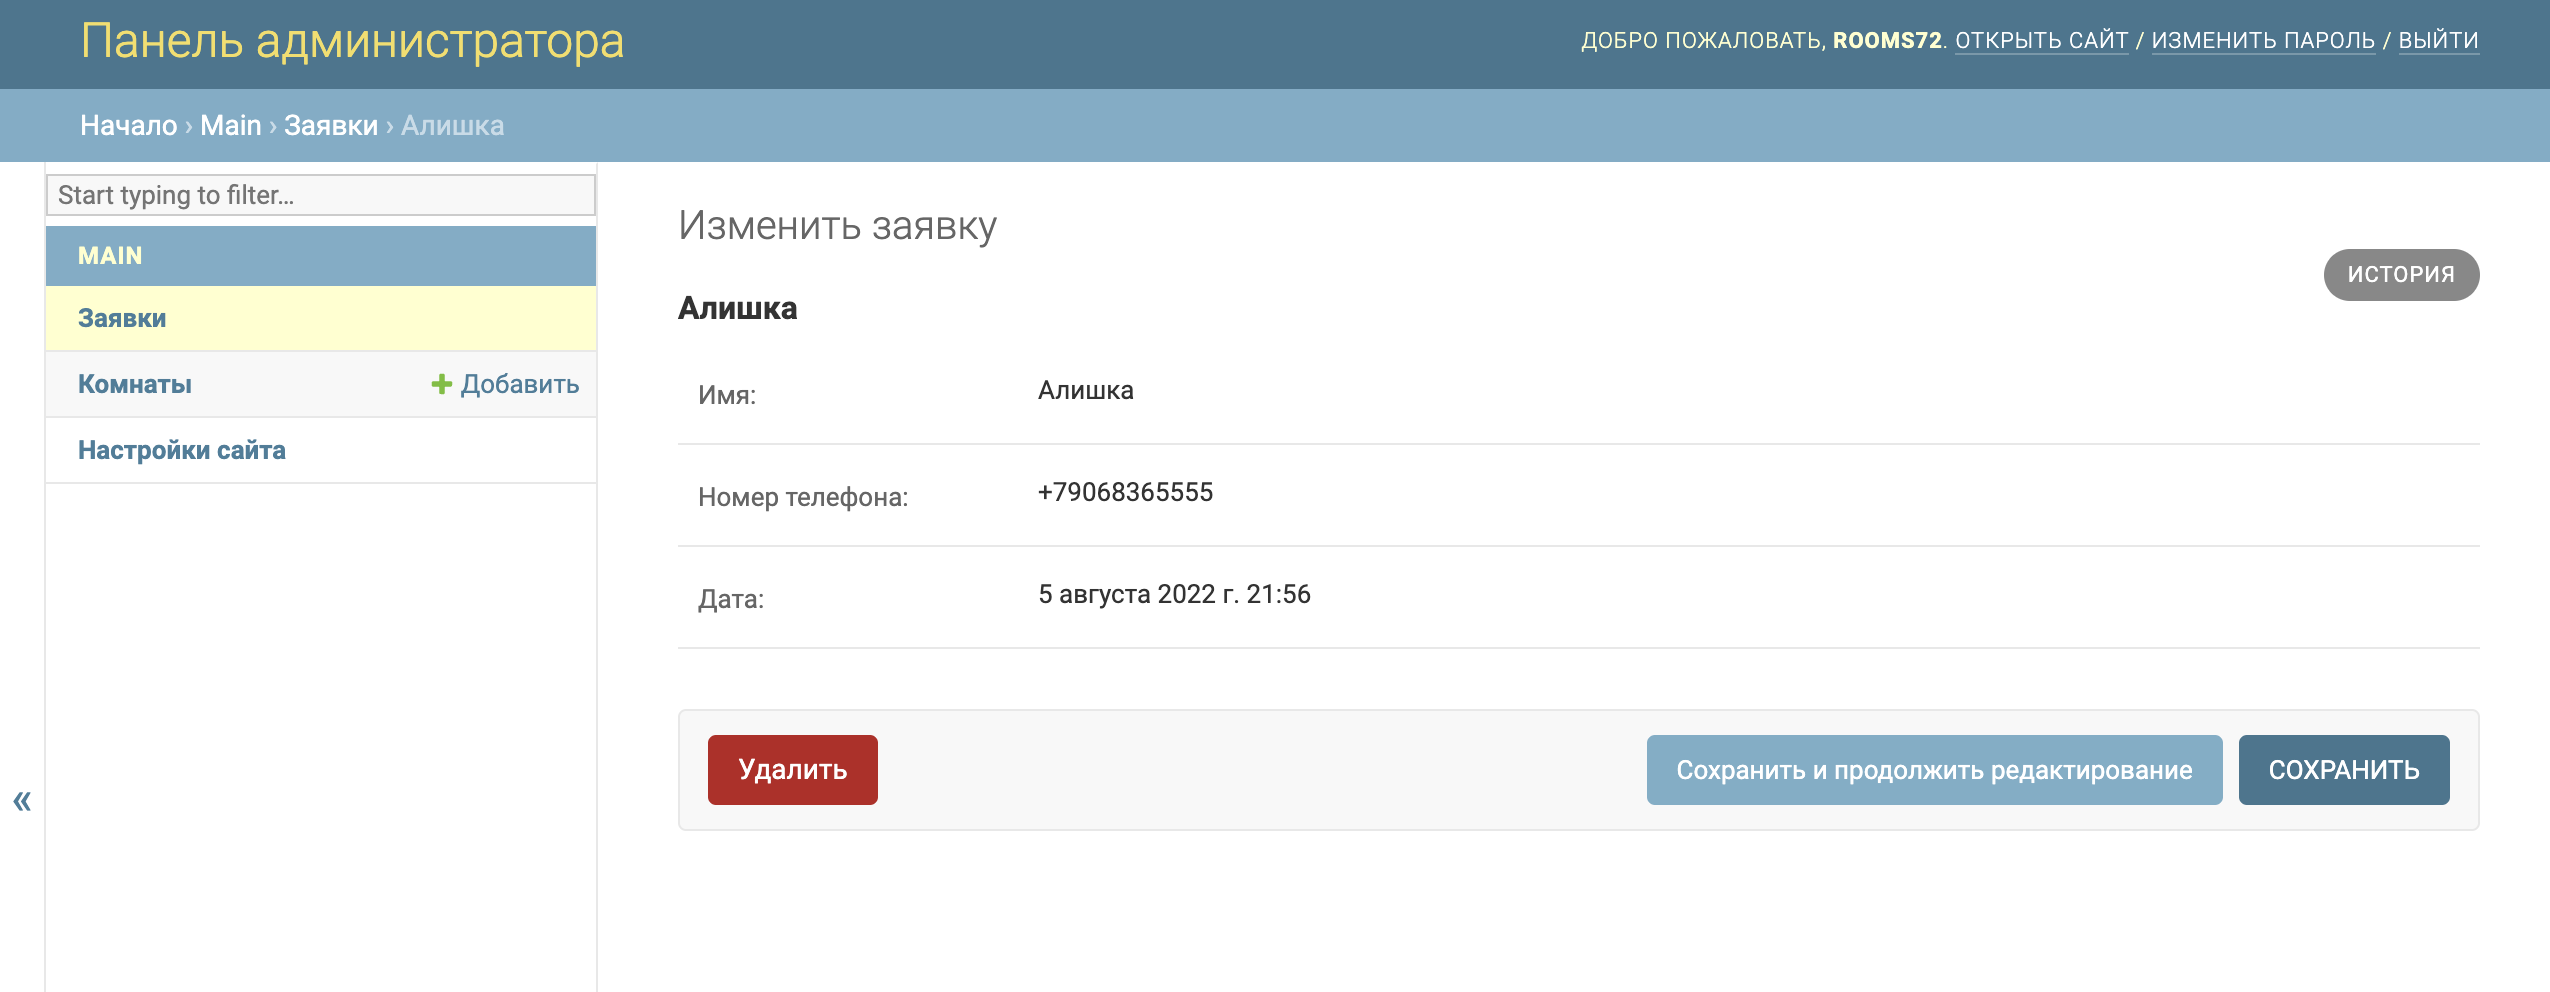 Панель администратора
ДОБРО ПОЖАЛОВАТЬ, ROOMS72. ОТКРЫТЬ САЙТ / ИЗМЕНИТЬ ПАРОЛЬ / ВЫЙТИ
Начало › Main › Заявки › Алишка
Start typing to filter...
MAIN
Заявки
Комнаты
Добавить
Настройки сайта
«
Изменить заявку
ИСТОРИЯ
Алишка
Имя: Алишка
Номер телефона: +79068365555
Дата: 5 августа 2022 г. 21:56
Удалить
Сохранить и продолжить редактирование
СОХРАНИТЬ